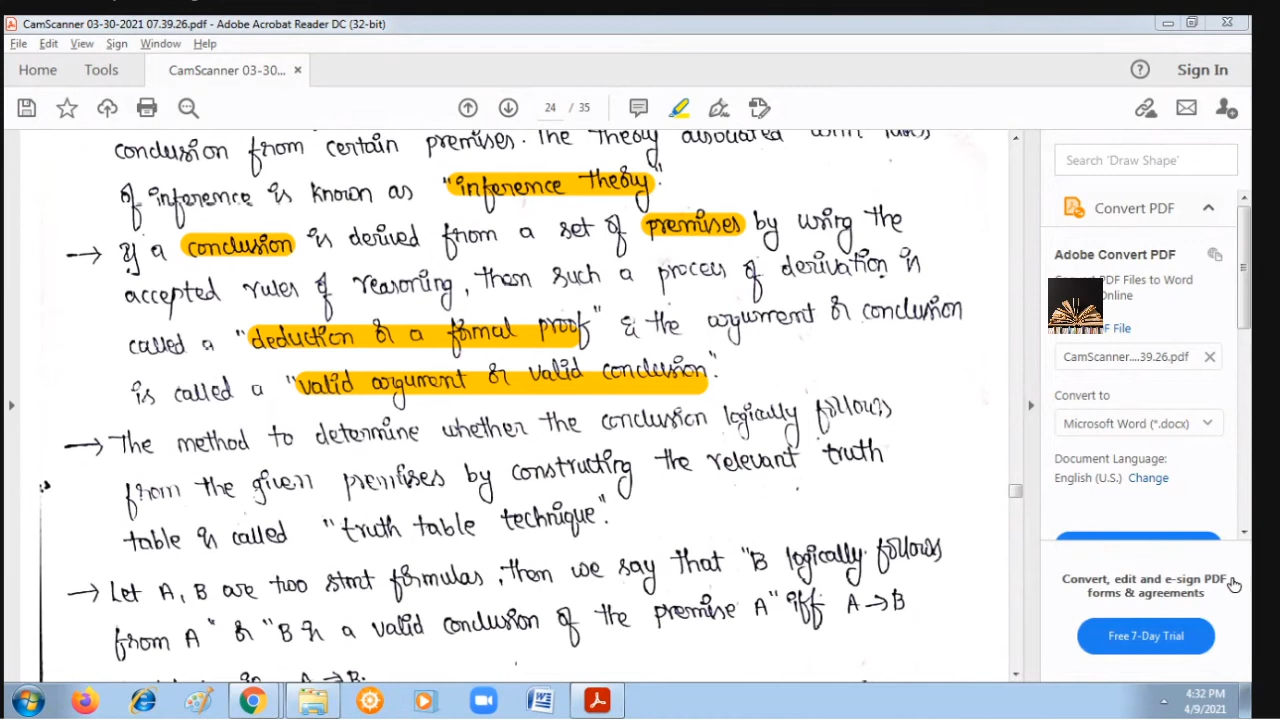 CamScanner 03-30-2021 07.39.26.pdf - Adobe Acrobat Reader DC (32-bit)
File Edit View Sign Window Help
Home Tools CamScanner 03-30... × Sign In
24 / 35
conclusion from certain premises. The theory associated with laws
of inference is known as "inference theory".
→ If a conclusion is derived from a set of premises by using the
accepted rules of reasoning, then such a process of derivation is
called a "deduction or a formal proof" & the argument or conclusion
is called a "valid argument or valid conclusion".
→ The method to determine whether the conclusion logically follows
from the given premises by constructing the relevant truth
table is called "truth table technique".
→ Let A, B are two stmt formulas, then we say that "B logically follows
from A" or "B is a valid conclusion of the premise A" iff A→B
A→B.
Search 'Draw Shape'
Convert PDF
Adobe Convert PDF
Convert PDF Files to Word
Online
File
CamScanner....39.26.pdf ×
Convert to
Microsoft Word (*.docx)
Document Language:
English (U.S.) Change
Convert, edit and e-sign PDF
forms & agreements
Free 7-Day Trial
4:32 PM
4/9/2021